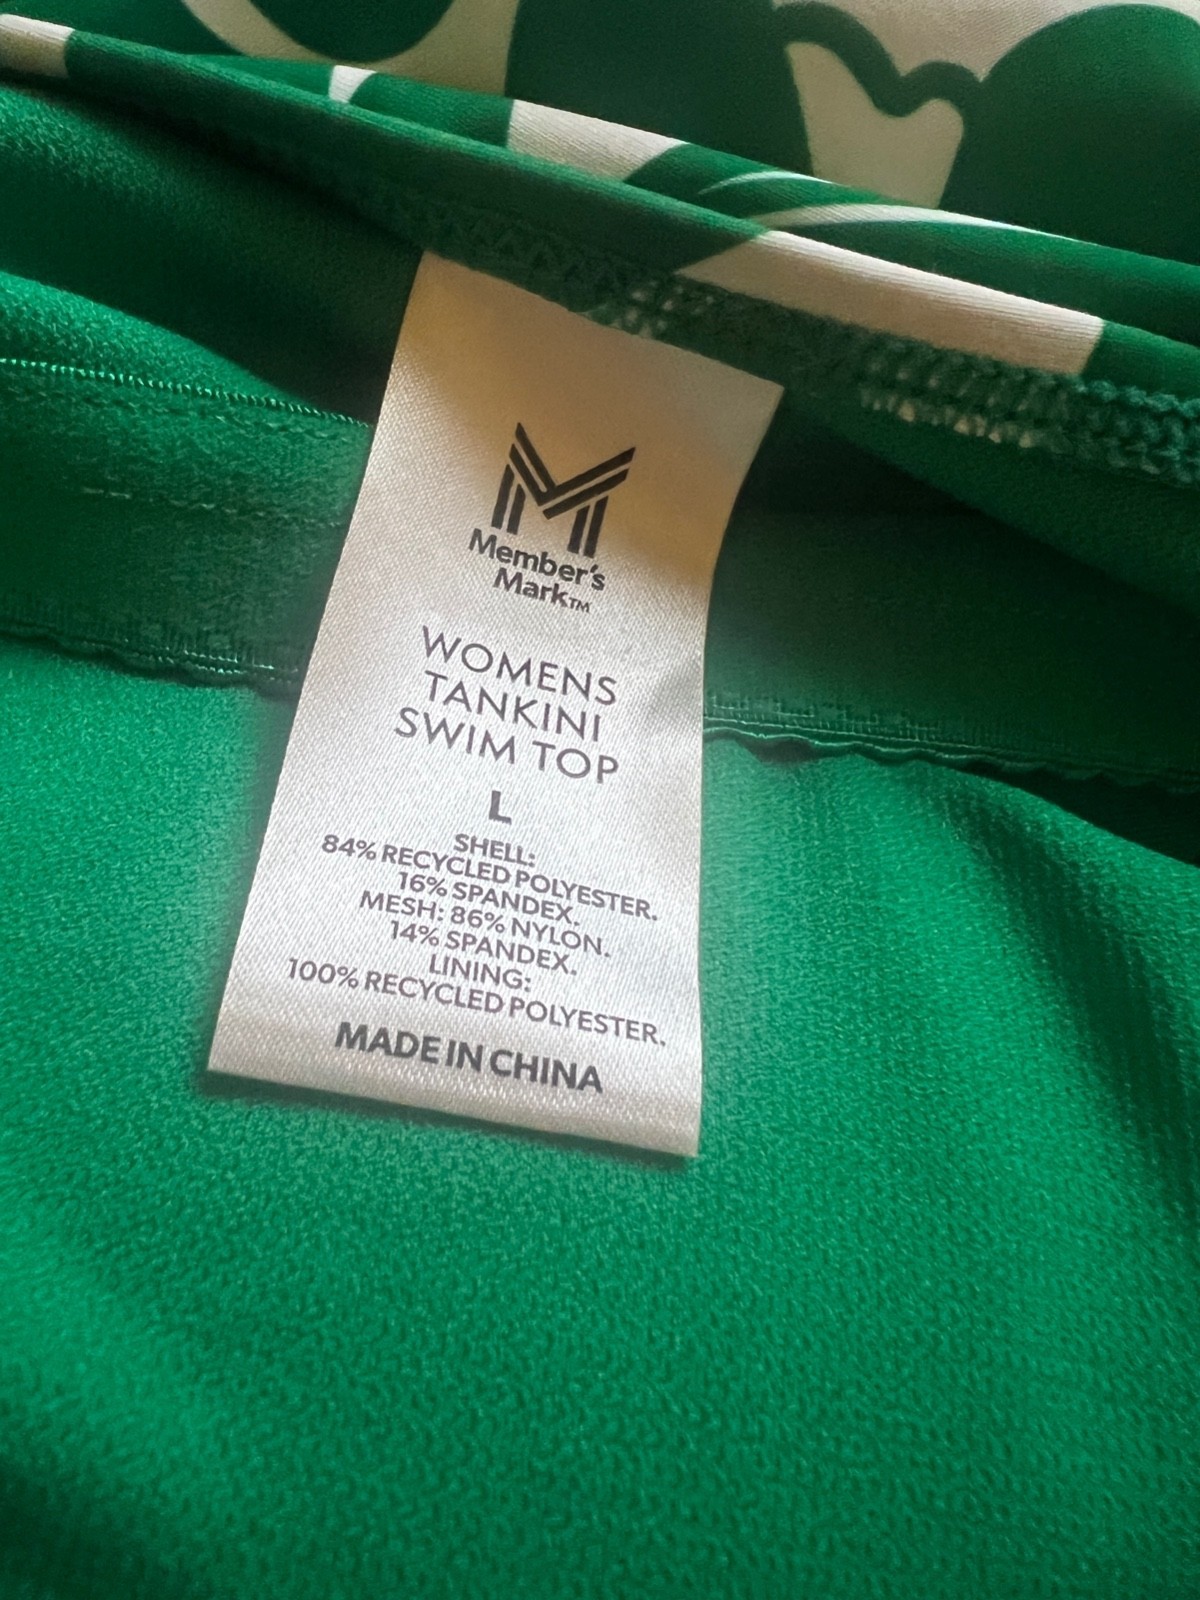 Member's
Mark™
WOMENS
TANKINI
SWIM TOP
L
SHELL:
84% RECYCLED POLYESTER.
16% SPANDEX.
MESH: 86% NYLON.
14% SPANDEX.
LINING:
100% RECYCLED POLYESTER.
MADE IN CHINA